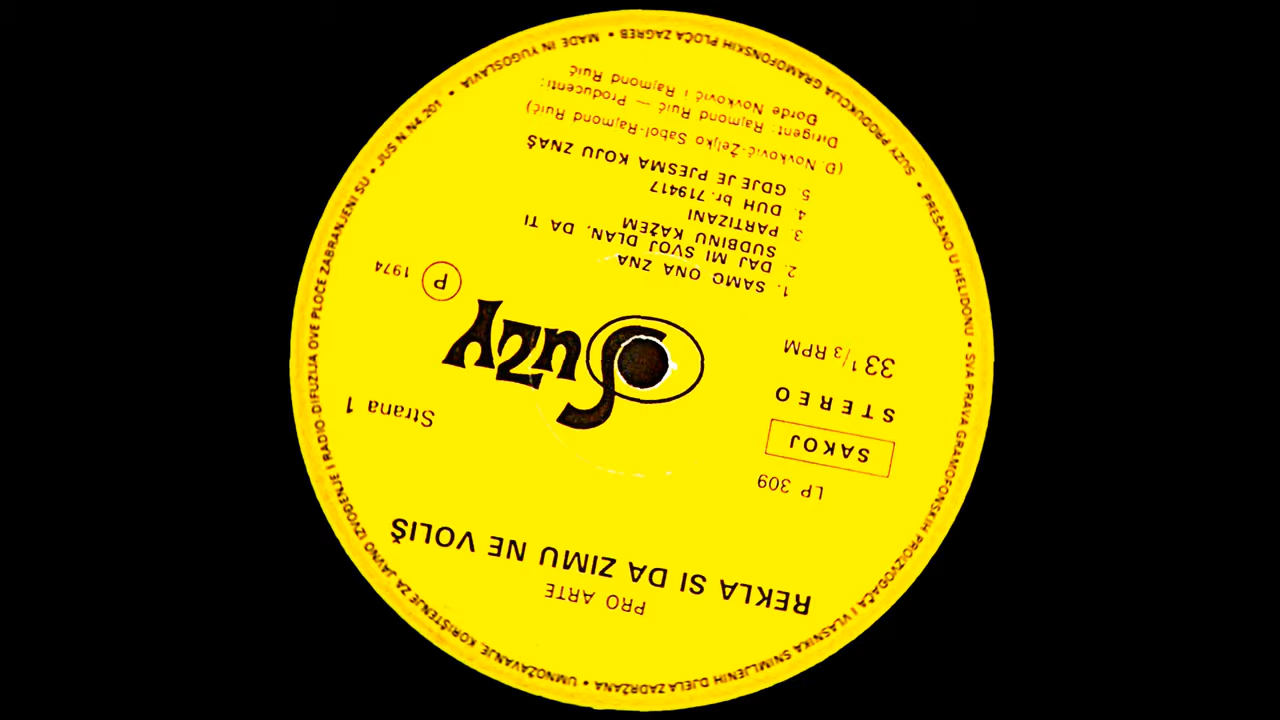 PRO ARTE
REKLA SI DA ZIMU NE VOLIŠ
LP 309
SAKOJ
STEREO
33 1/3 RPM
Strana 1
Suzy
P 1974
1. SAMO ONA ZNA
2. DAJ MI SVOJ DLAN, DA TI
SUDBINU KAŽEM
3. PARTIZANI
4. DUH br. 719417
5 GDJE JE PJESMA KOJU ZNAŠ
(Đ. Novković-Željko Sabol-Rajmond Ruić)
Dirigent: Rajmond Ruić — Producenti:
Đorđe Novković i Rajmond Ruić
SUZY PRODUKCIJA GRAMOFONSKIH PLOČA ZAGREB • MADE IN YUGOSLAVIA • JUS N.N4.201 • PREŠANO U HELIDONU • SVA PRAVA GRAMOFONSKIH PROIZVOĐAČA I VLASNIKA SNIMLJENIH DJELA ZADRŽANA • UMNOŽAVANJE, KORIŠTENJE ZA JAVNO IZVOĐENJE I RADIO-DIFUZIJA OVE PLOČE ZABRANJENI SU •